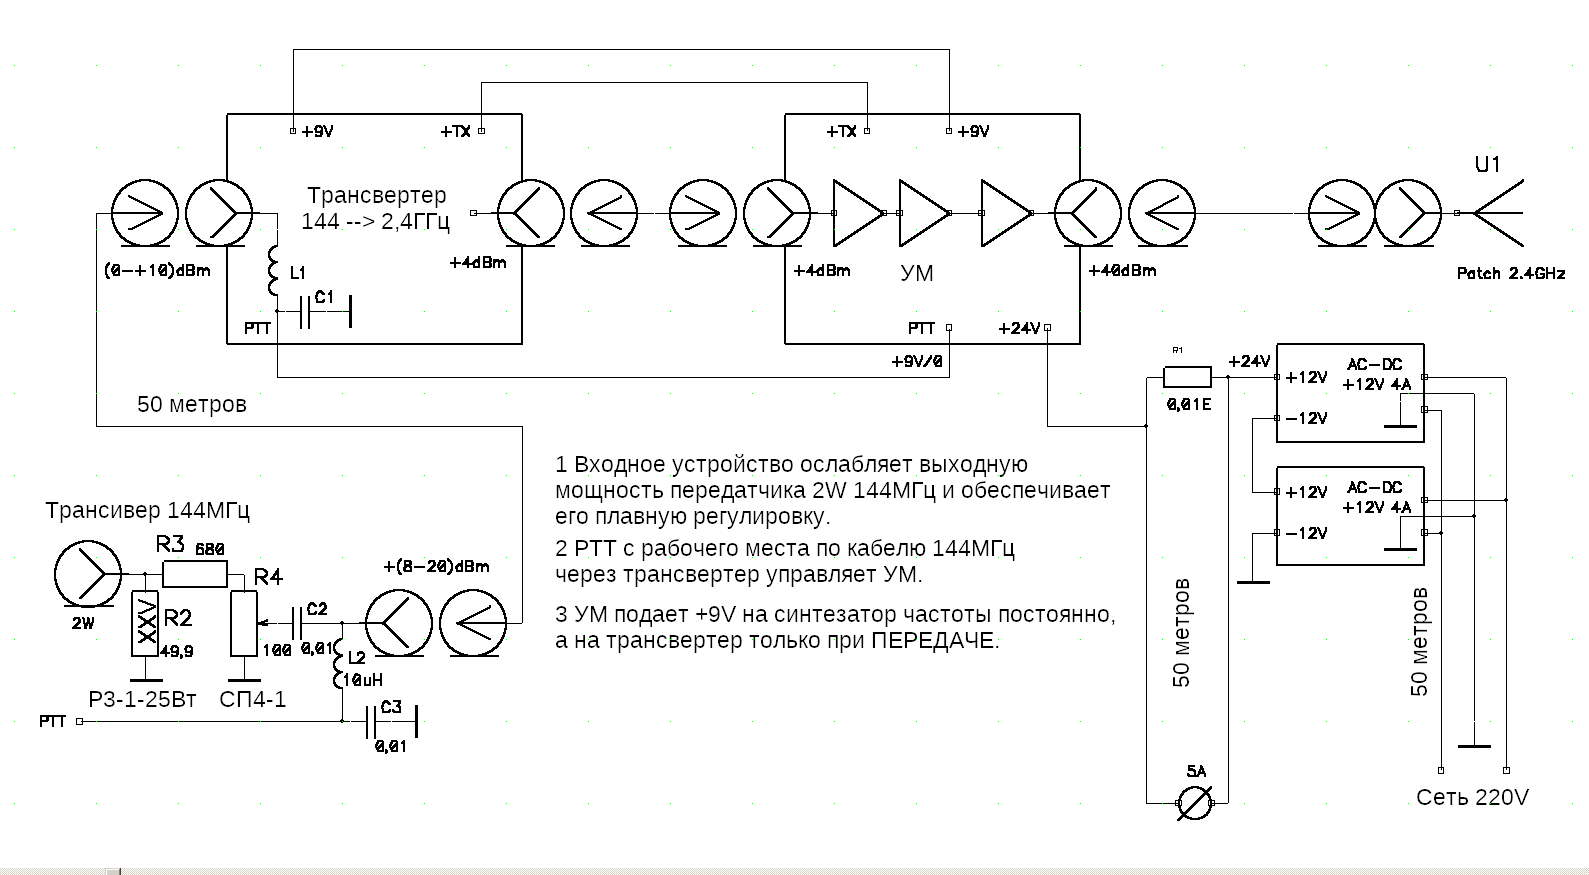 +9V
+TX
+TX
+9V
U1
Трансвертер
144 --> 2,4ГГц
(0-+10)dBm
L1
C1
PTT
+4dBm
+4dBm
УМ
+40dBm
Patch 2.4GHz
PTT
+24V
+9V/0
R1
0,01E
+24V
+12V
AC-DC
+12V 4A
-12V
+12V
AC-DC
+12V 4A
-12V
50 метров
1 Входное устройство ослабляет выходную
мощность передатчика 2W 144МГц и обеспечивает
его плавную регулировку.
2 РТТ с рабочего места по кабелю 144МГц
через трансвертер управляет УМ.
3 УМ подает +9V на синтезатор частоты постоянно,
а на трансвертер только при ПЕРЕДАЧЕ.
Трансивер 144МГц
R3 680
R4
+(8-20)dBm
2W
R2
49,9
100
C2
0,01
L2
10uH
Р3-1-25Вт
СП4-1
PTT
C3
0,01
50 метров
50 метров
5A
Сеть 220V